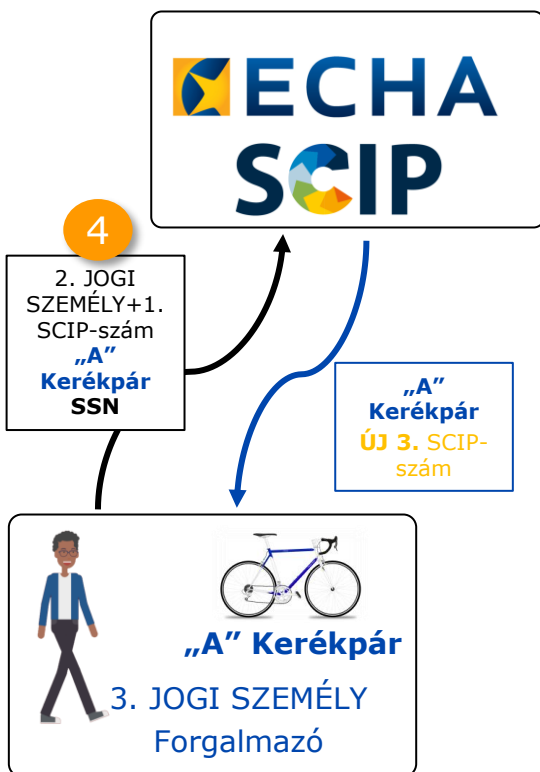 ECHA
SCIP
4
2. JOGI
SZEMÉLY+1.
SCIP-szám
„A”
Kerékpár
SSN
„A”
Kerékpár
ÚJ 3. SCIP-
szám
„A” Kerékpár
3. JOGI SZEMÉLY
Forgalmazó